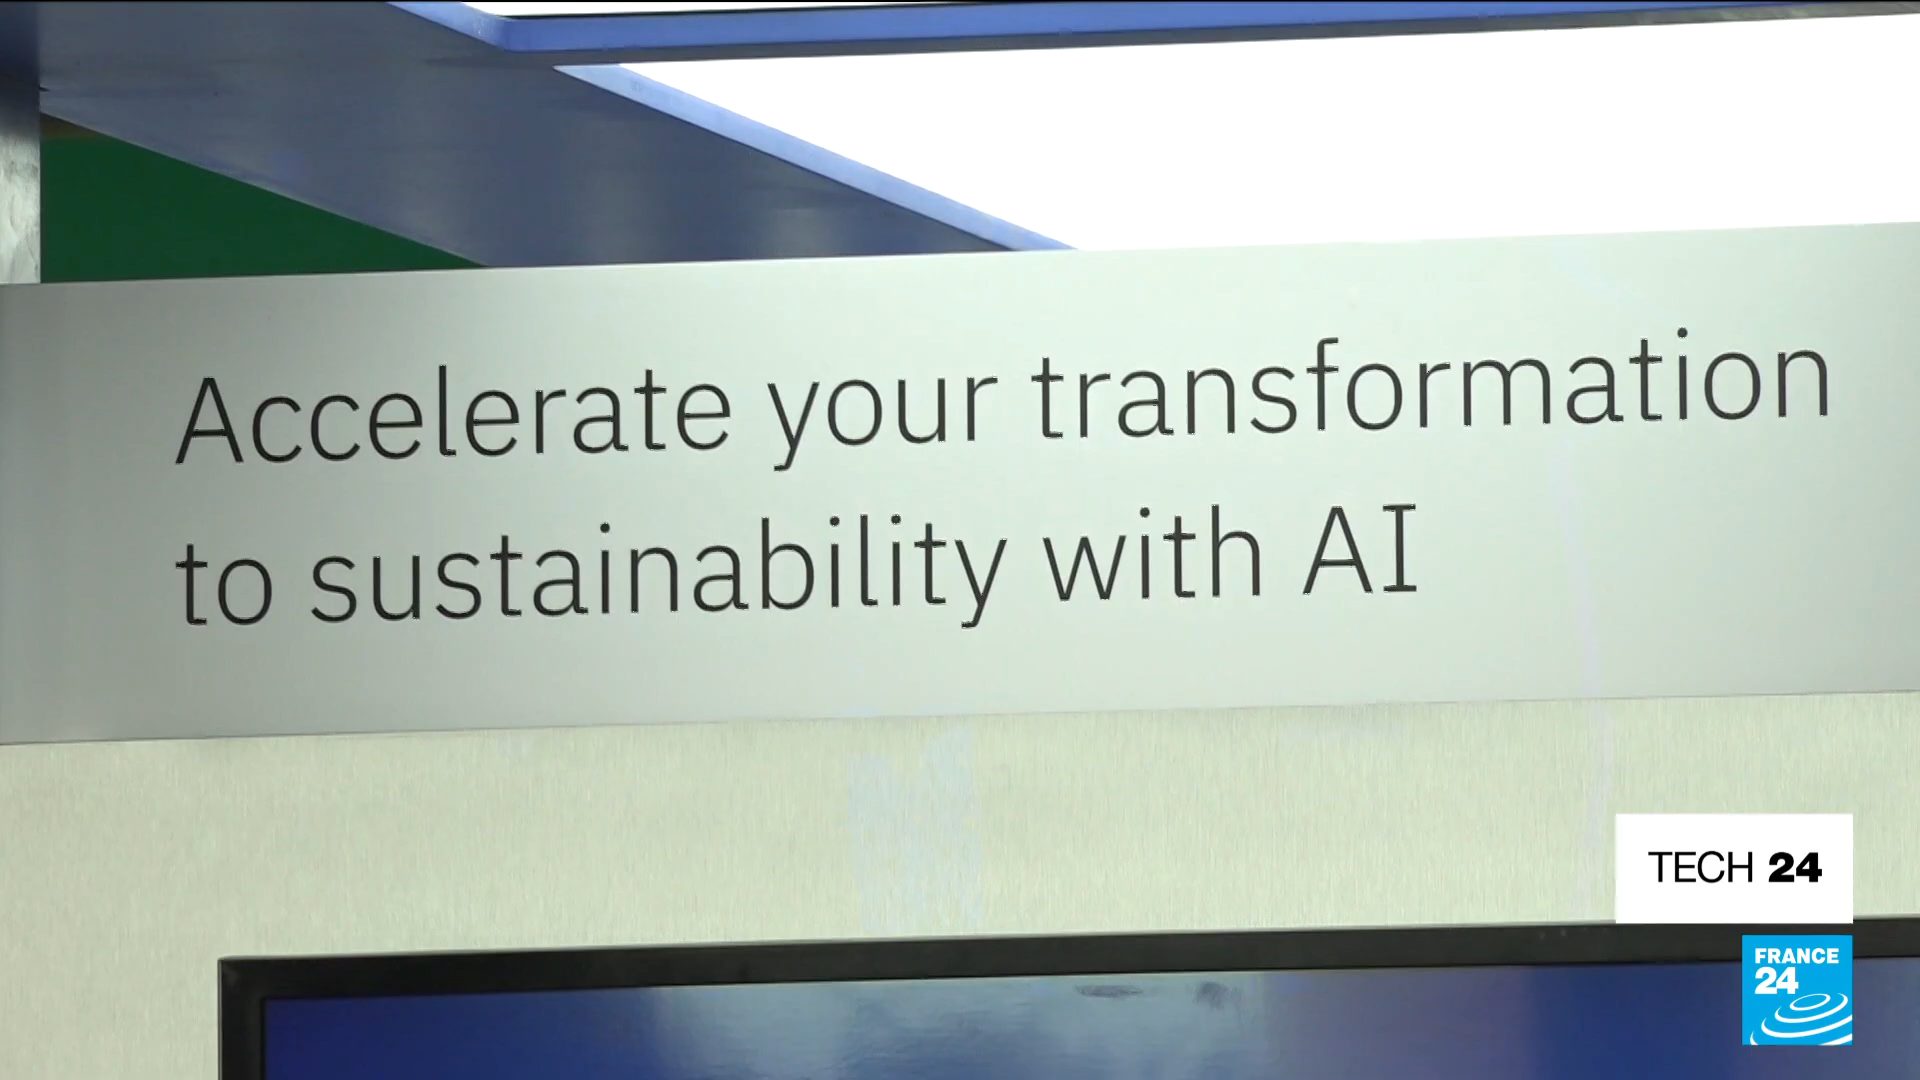 Accelerate your transformation
to sustainability with AI
TECH 24
FRANCE
24